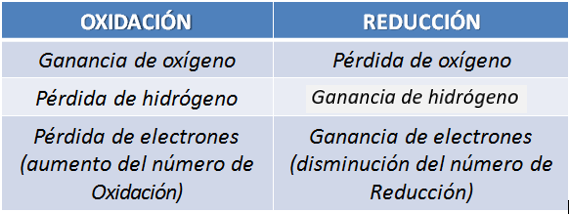 OXIDACIÓN
REDUCCIÓN
Ganancia de oxígeno
Pérdida de oxígeno
Pérdida de hidrógeno
Ganancia de hidrógeno
Pérdida de electrones
(aumento del número de
Oxidación)
Ganancia de electrones
(disminución del número de
Reducción)